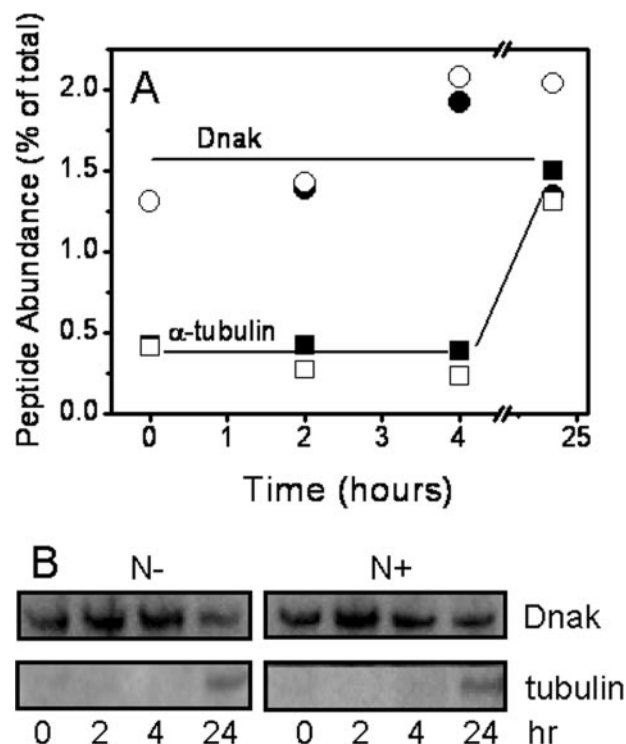 A
Peptide Abundance (% of total)
2.0
1.5
1.0
0.5
0.0
Dnak
α-tubulin
0 1 2 3 4 25
Time (hours)
B
N- N+
Dnak
tubulin
0 2 4 24 0 2 4 24 hr